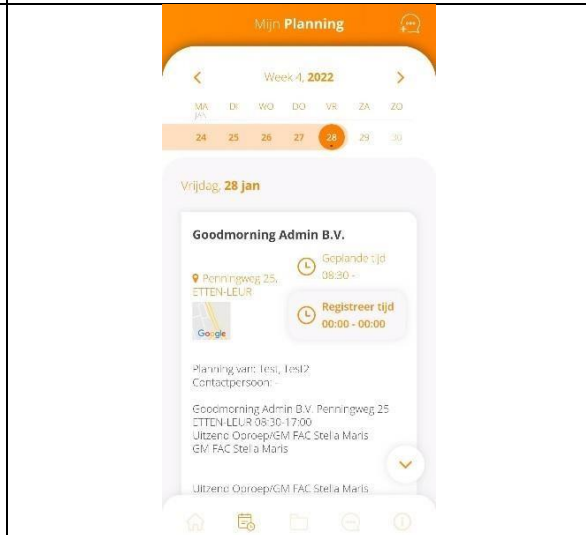 Mijn Planning
Week 4, 2022
MA DI WO DO VR ZA ZO
JAN
24 25 26 27 28 29 30
Vrijdag, 28 jan
Goodmorning Admin B.V.
Geplande tijd
08:30 -
Penningweg 25,
ETTEN-LEUR
Registreer tijd
00:00 - 00:00
Google
Planning van: Test, Test2
Contactpersoon: -
Goodmorning Admin B.V. Penningweg 25
ETTEN-LEUR 08:30-17:00
Uitzend Oproep/GM FAC Stella Maris
GM FAC Stella Maris
Uitzend Oproep/GM FAC Stella Maris